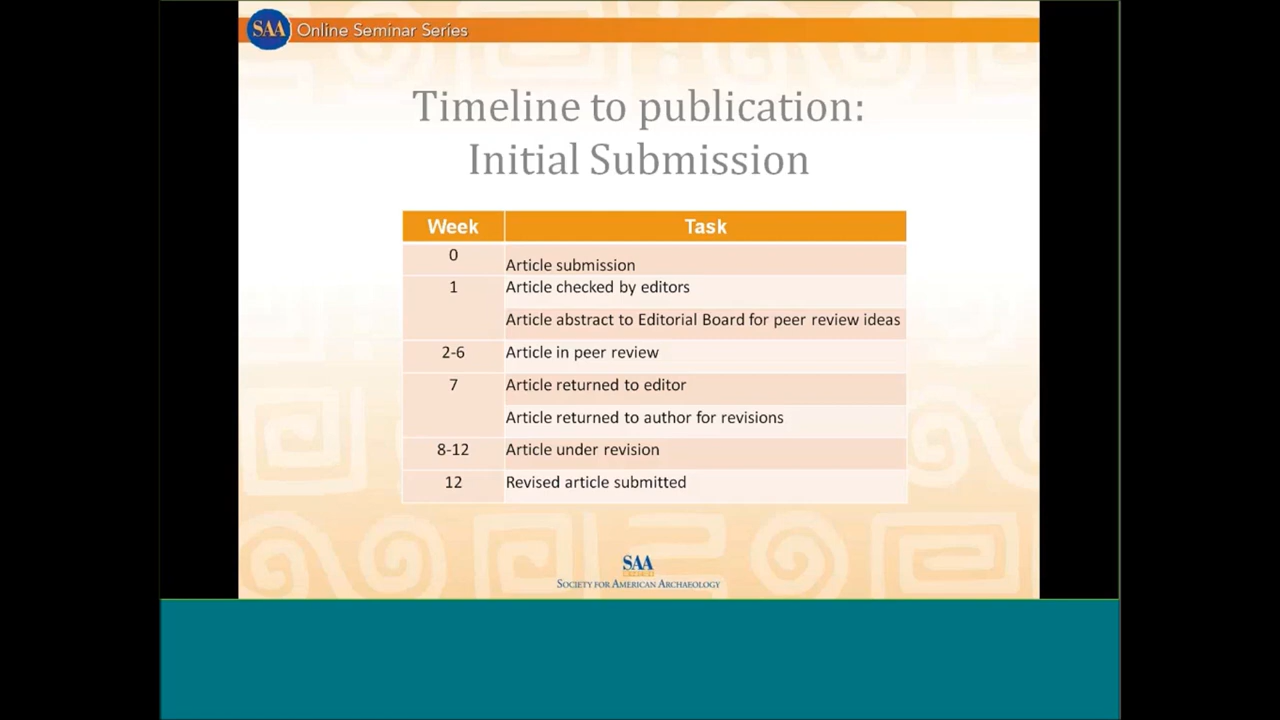 SAA Online Seminar Series
Timeline to publication:
Initial Submission
Week Task
0 Article submission
1 Article checked by editors
Article abstract to Editorial Board for peer review ideas
2-6 Article in peer review
7 Article returned to editor
Article returned to author for revisions
8-12 Article under revision
12 Revised article submitted
SAA
SOCIETY FOR AMERICAN ARCHAEOLOGY